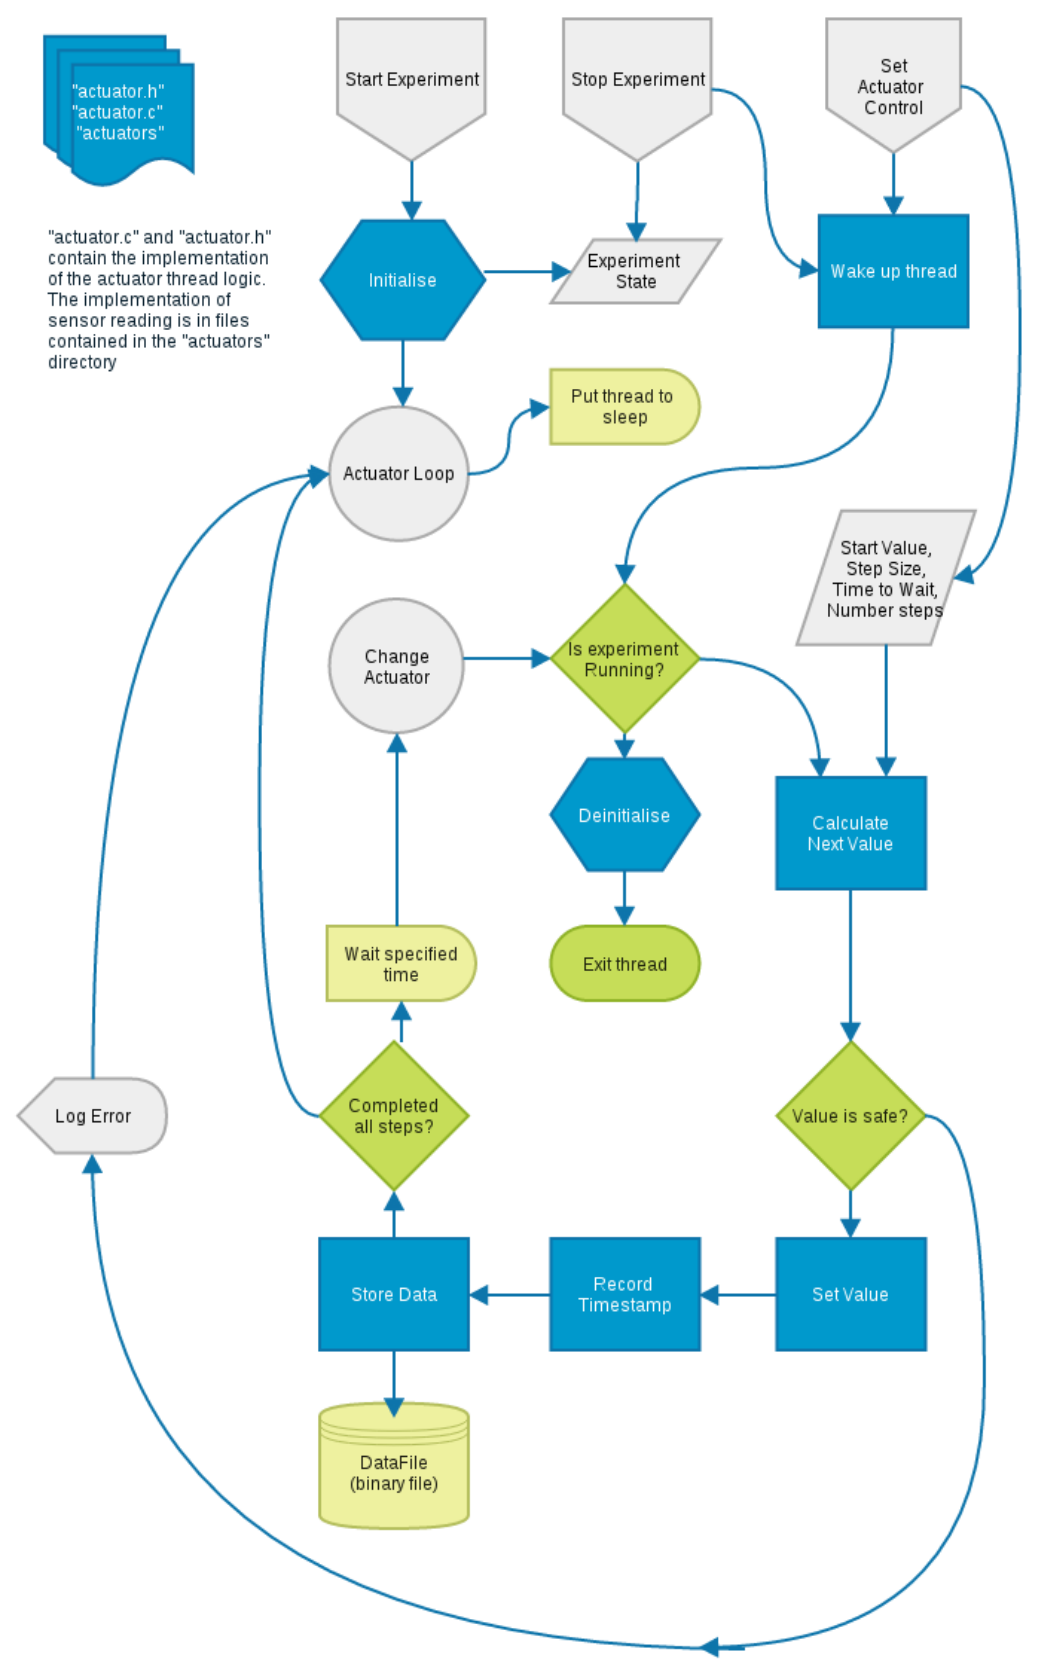 "actuator.h"
"actuator.c"
"actuators"
Start Experiment
Stop Experiment
Set
Actuator
Control
"actuator.c" and "actuator.h"
contain the implementation
of the actuator thread logic.
The implementation of
sensor reading is in files
contained in the "actuators"
directory
Initialise
Experiment
State
Wake up thread
Put thread to
sleep
Actuator Loop
Start Value,
Step Size,
Time to Wait,
Number steps
Change
Actuator
Is experiment
Running?
Deinitialise
Calculate
Next Value
Wait specified
time
Exit thread
Log Error
Completed
all steps?
Value is safe?
Store Data
Record
Timestamp
Set Value
DataFile
(binary file)